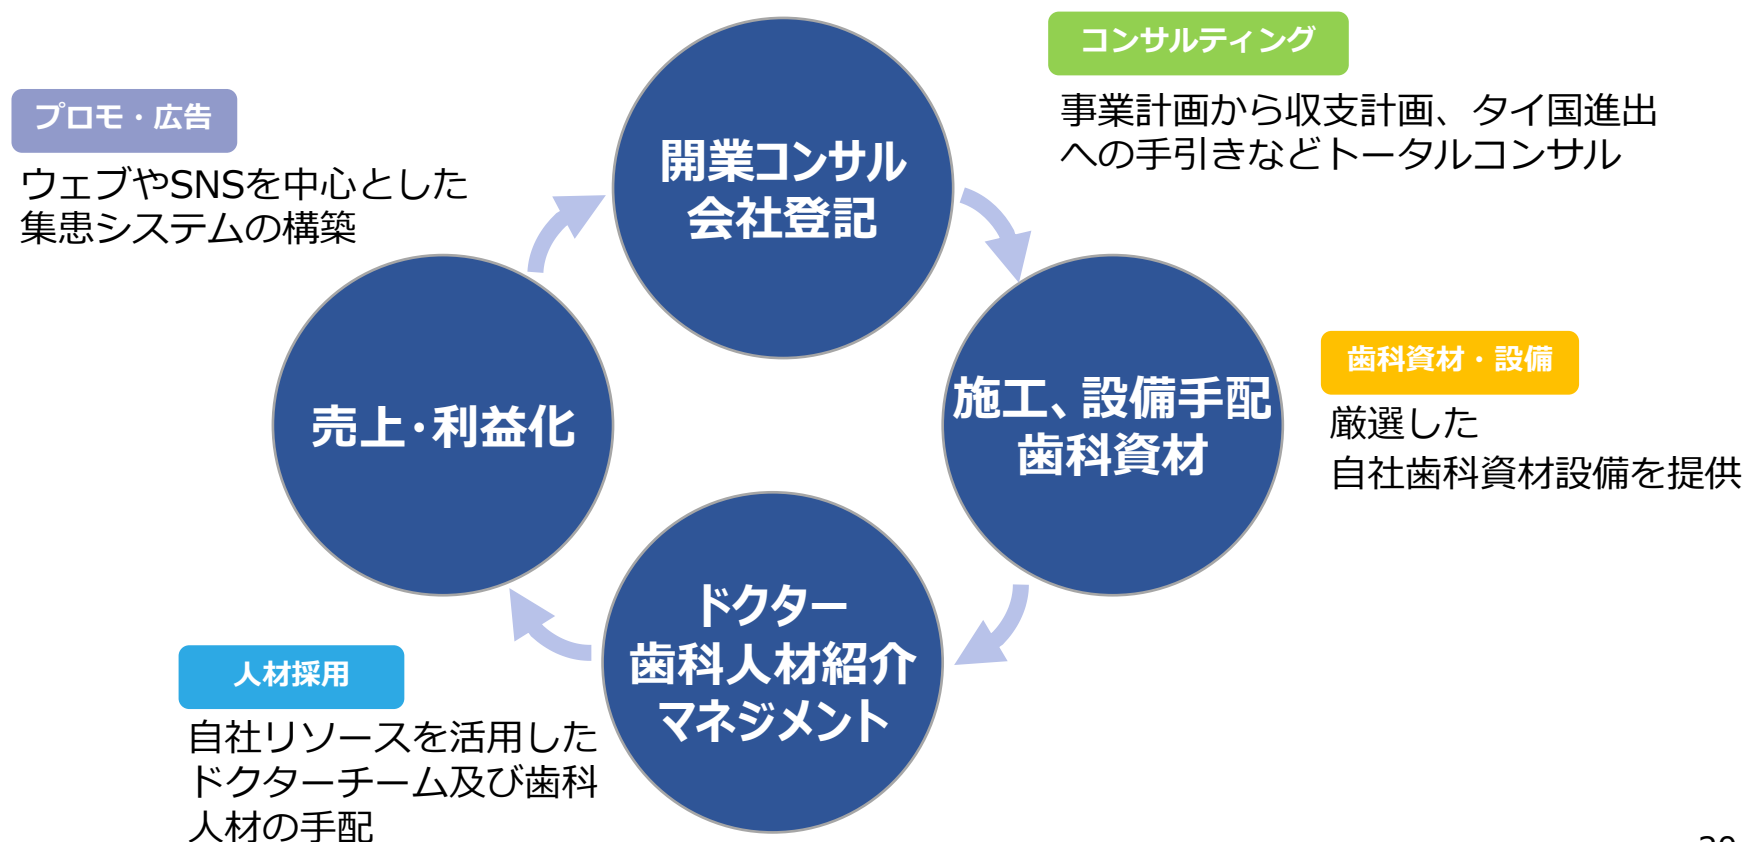 コンサルティング
事業計画から収支計画、タイ国進出
への手引きなどトータルコンサル
プロモ・広告
ウェブやSNSを中心とした
集患システムの構築
開業コンサル
会社登記
売上・利益化
施工、設備手配
歯科資材
歯科資材・設備
厳選した
自社歯科資材設備を提供
ドクター
歯科人材紹介
マネジメント
人材採用
自社リソースを活用した
ドクターチーム及び歯科
人材の手配